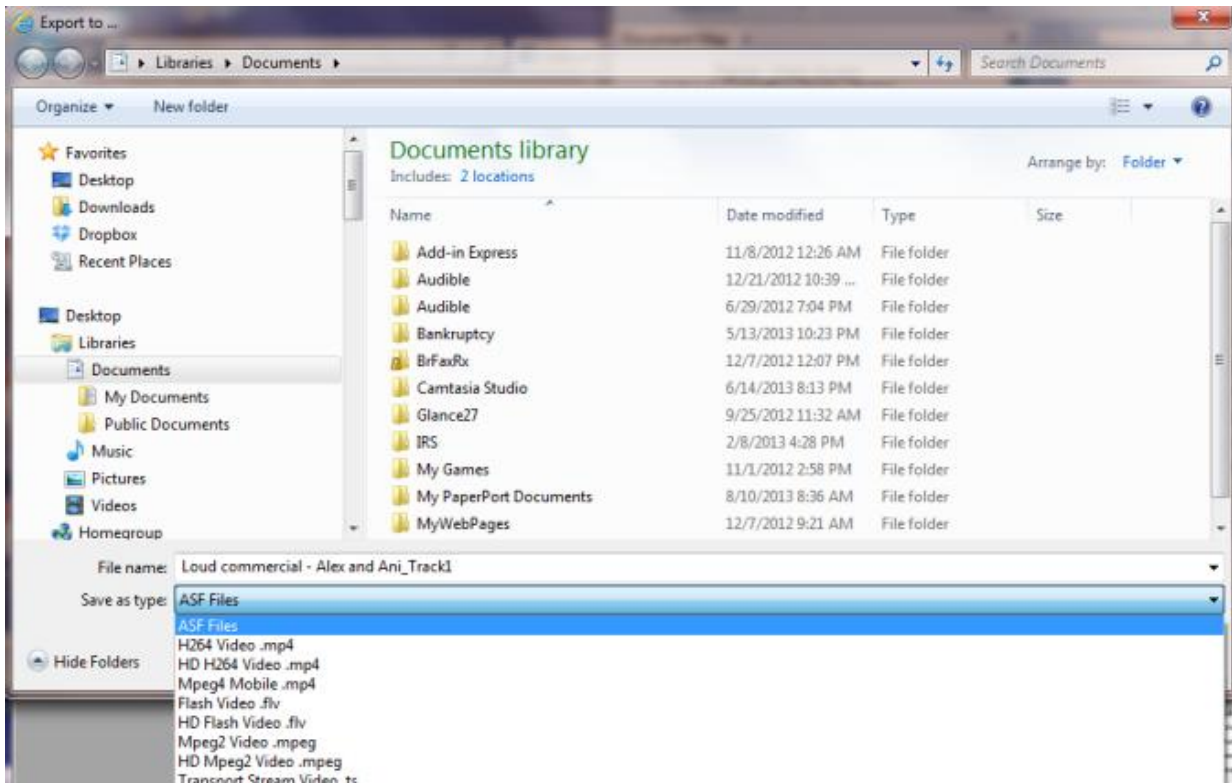 Export to ...
Libraries ▸ Documents ▸
Search Documents
Organize
New folder
Favorites
Desktop
Downloads
Dropbox
Recent Places
Desktop
Libraries
Documents
My Documents
Public Documents
Music
Pictures
Videos
Homegroup
Documents library
Includes: 2 locations
Arrange by: Folder
Name Date modified Type Size
Add-in Express 11/8/2012 12:26 AM File folder
Audible 12/21/2012 10:39 ... File folder
Audible 6/29/2012 7:04 PM File folder
Bankruptcy 5/13/2013 10:23 PM File folder
BrFaxRx 12/7/2012 12:07 PM File folder
Camtasia Studio 6/14/2013 8:13 PM File folder
Glance27 9/25/2012 11:32 AM File folder
IRS 2/8/2013 4:28 PM File folder
My Games 11/1/2012 2:58 PM File folder
My PaperPort Documents 8/10/2013 8:36 AM File folder
MyWebPages 12/7/2012 9:21 AM File folder
File name: Loud commercial - Alex and Ani_Track1
Save as type: ASF Files
ASF Files
H264 Video .mp4
HD H264 Video .mp4
Mpeg4 Mobile .mp4
Flash Video .flv
HD Flash Video .flv
Mpeg2 Video .mpeg
HD Mpeg2 Video .mpeg
Transport Stream Video .ts
Hide Folders